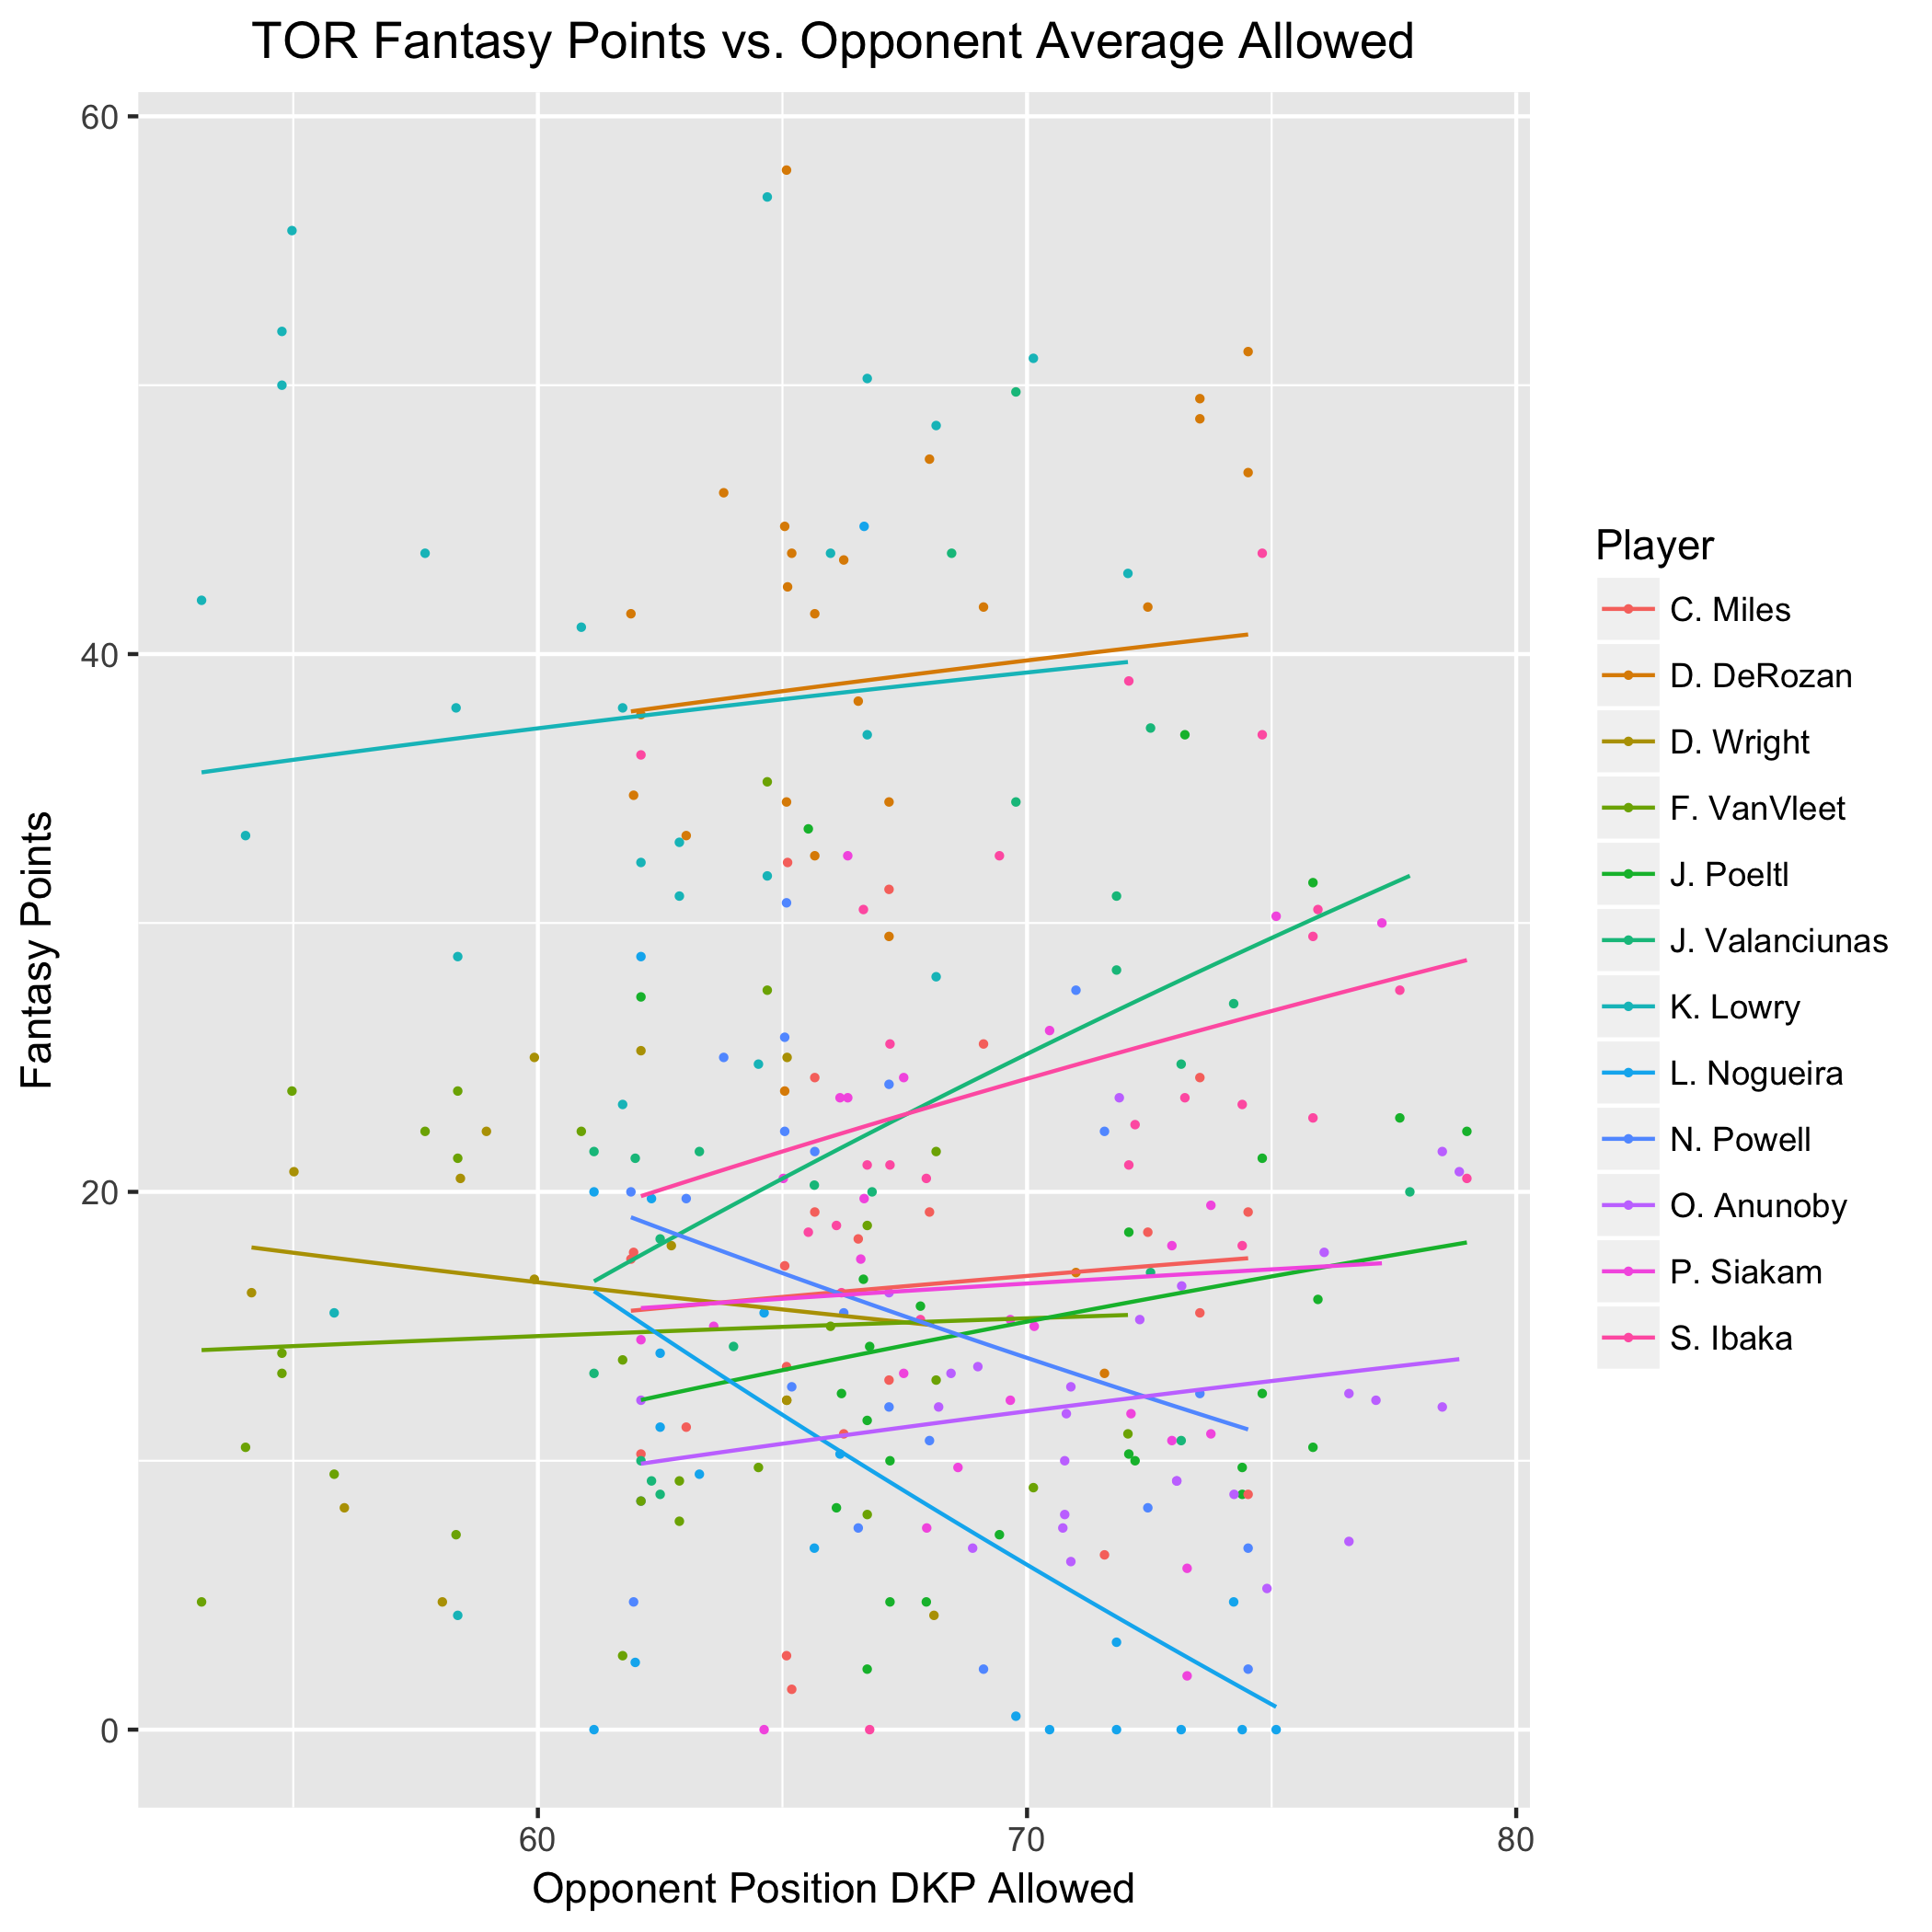 TOR Fantasy Points vs. Opponent Average Allowed
60
40
20
0
Fantasy Points
60
70
80
Opponent Position DKP Allowed
Player
C. Miles
D. DeRozan
D. Wright
F. VanVleet
J. Poeltl
J. Valanciunas
K. Lowry
L. Nogueira
N. Powell
O. Anunoby
P. Siakam
S. Ibaka